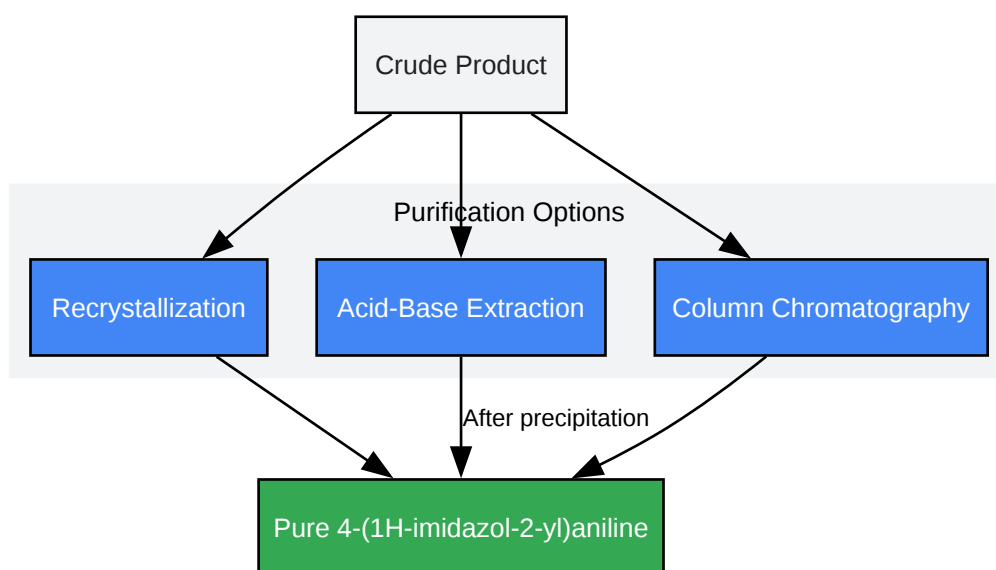 Crude Product
Purification Options
Recrystallization
Acid-Base Extraction
Column Chromatography
After precipitation
Pure 4-(1H-imidazol-2-yl)aniline